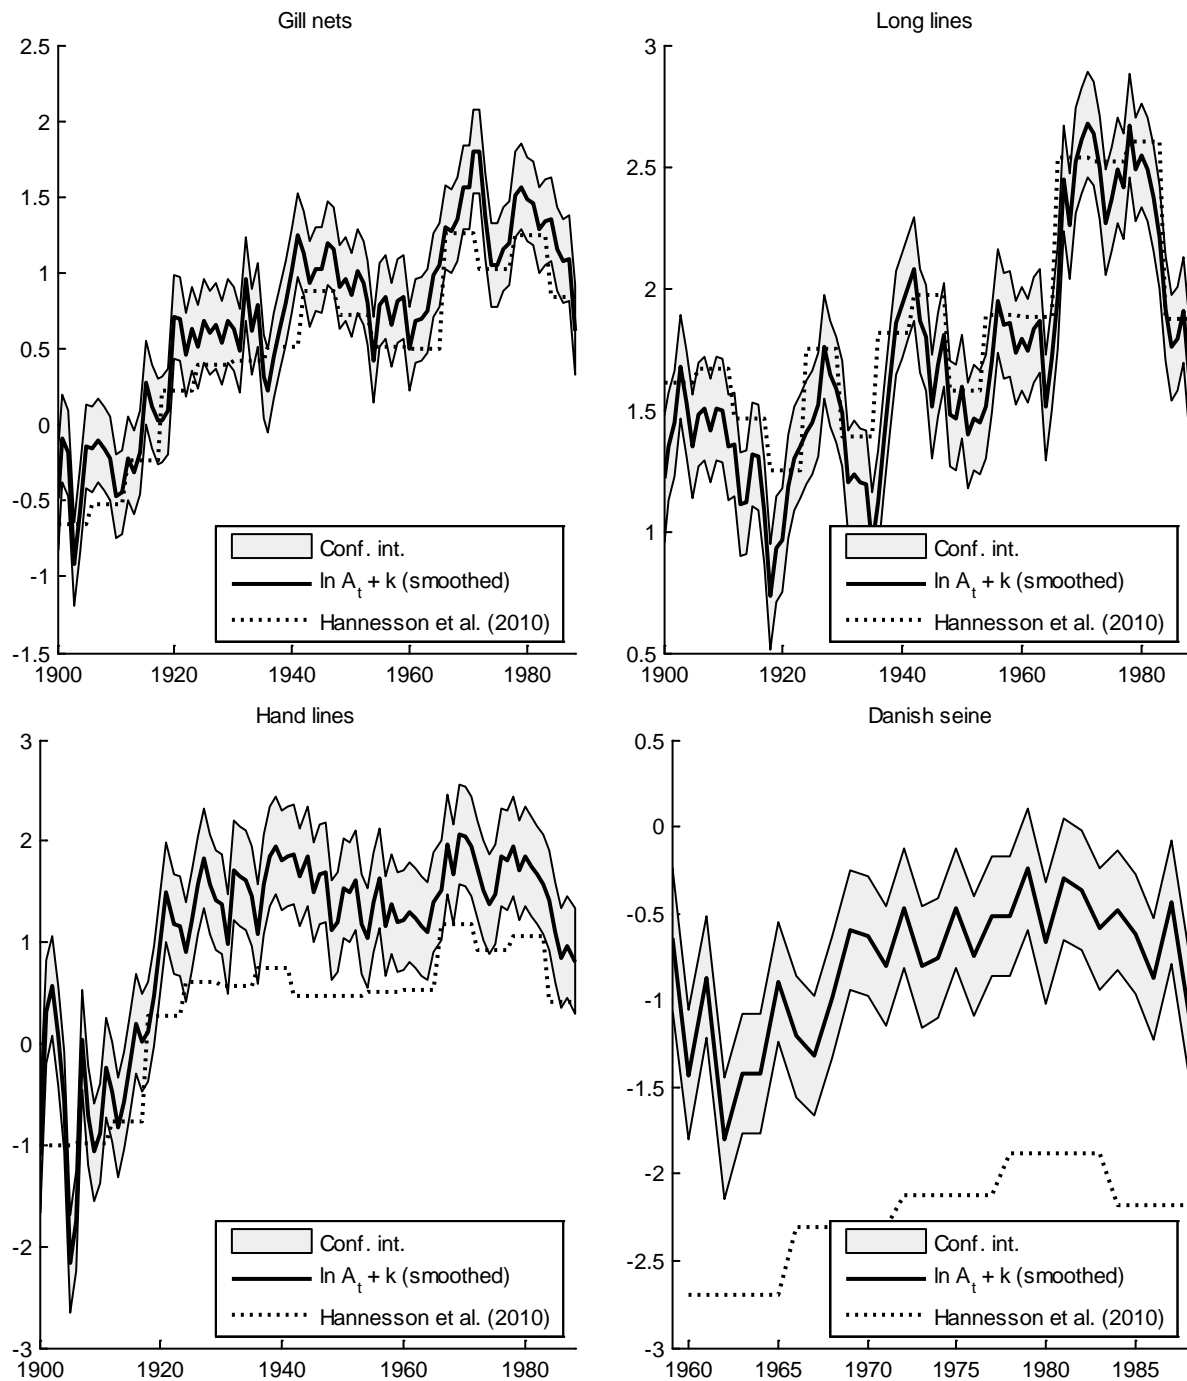 Gill nets
2.5
2
1.5
1
0.5
0
-0.5
-1
-1.5
1900 1920 1940 1960 1980
Conf. int.
ln A_t + k (smoothed)
Hannesson et al. (2010)
Long lines
3
2.5
2
1.5
1
0.5
1900 1920 1940 1960 1980
Conf. int.
ln A_t + k (smoothed)
Hannesson et al. (2010)
Hand lines
3
2
1
0
-1
-2
-3
1900 1920 1940 1960 1980
Conf. int.
ln A_t + k (smoothed)
Hannesson et al. (2010)
Danish seine
0.5
0
-0.5
-1
-1.5
-2
-2.5
-3
1960 1965 1970 1975 1980 1985
Conf. int.
ln A_t + k (smoothed)
Hannesson et al. (2010)